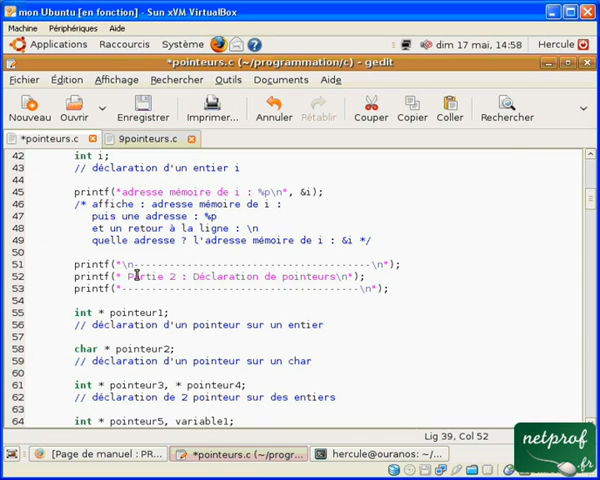 mon Ubuntu [en fonction] - Sun xVM VirtualBox
Machine Périphériques Aide
Applications Raccourcis Système dim 17 mai, 14:58 Hercule
*pointeurs.c (~/programmation/c) - gedit
Fichier Édition Affichage Rechercher Outils Documents Aide
Nouveau Ouvrir Enregistrer Imprimer... Annuler Rétablir Couper Copier Coller Rechercher
*pointeurs.c 9pointeurs.c
42 int i;
43 // déclaration d'un entier i
44
45 printf("adresse mémoire de i : %p\n", &i);
46 /* affiche : adresse mémoire de i :
47 puis une adresse : %p
48 et un retour à la ligne : \n
49 quelle adresse ? l'adresse mémoire de i : &i */
50
51 printf("\n---------------------------------------\n");
52 printf(" Partie 2 : Déclaration de pointeurs\n");
53 printf("---------------------------------------\n");
54
55 int * pointeur1;
56 // déclaration d'un pointeur sur un entier
57
58 char * pointeur2;
59 // déclaration d'un pointeur sur un char
60
61 int * pointeur3, * pointeur4;
62 // déclaration de 2 pointeur sur des entiers
63
64 int * pointeur5, variable1;
Lig 39, Col 52
[Page de manuel : PR... *pointeurs.c (~/progr... hercule@ouranos: ~/...
netprof
.fr